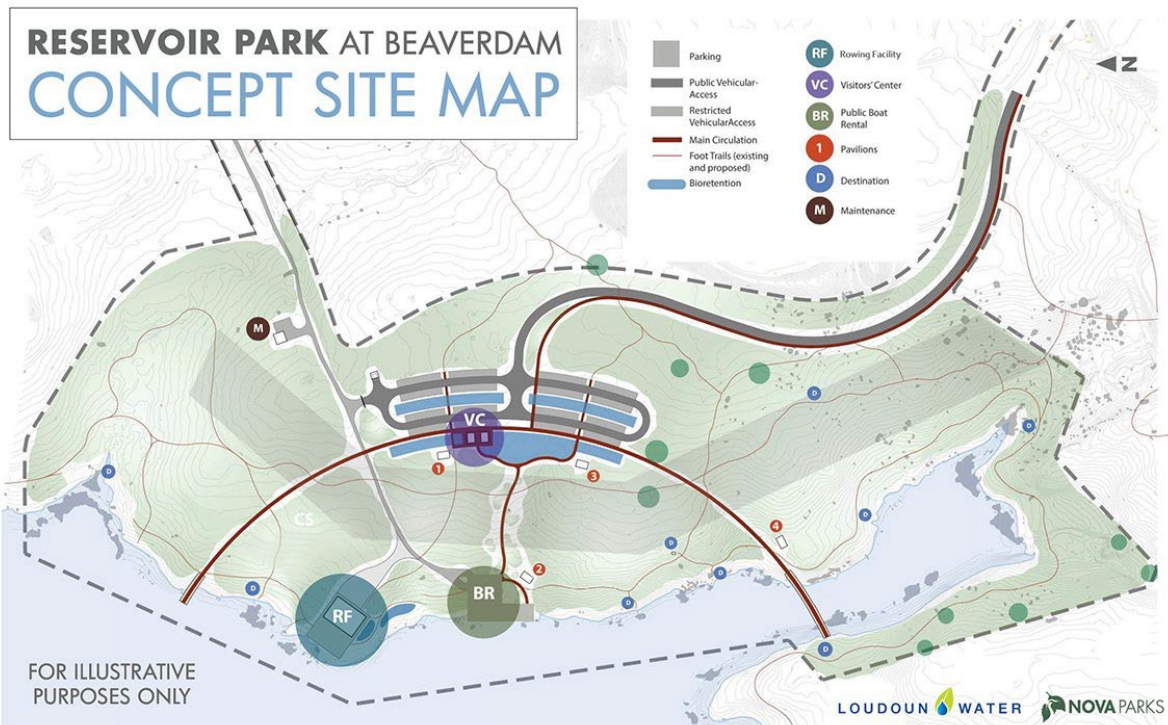 RESERVOIR PARK AT BEAVERDAM
CONCEPT SITE MAP
Parking
Public Vehicular-
Access
Restricted
VehicularAccess
Main Circulation
Foot Trails (existing
and proposed)
Bioretention
RF Rowing Facility
VC Visitors' Center
BR Public Boat
Rental
1 Pavilions
D Destination
M Maintenance
N
M
VC
1
3
D
D
D
CS
4
D
D
D
2
D
D
BR
RF
D
FOR ILLUSTRATIVE
PURPOSES ONLY
LOUDOUN WATER
NOVA PARKS